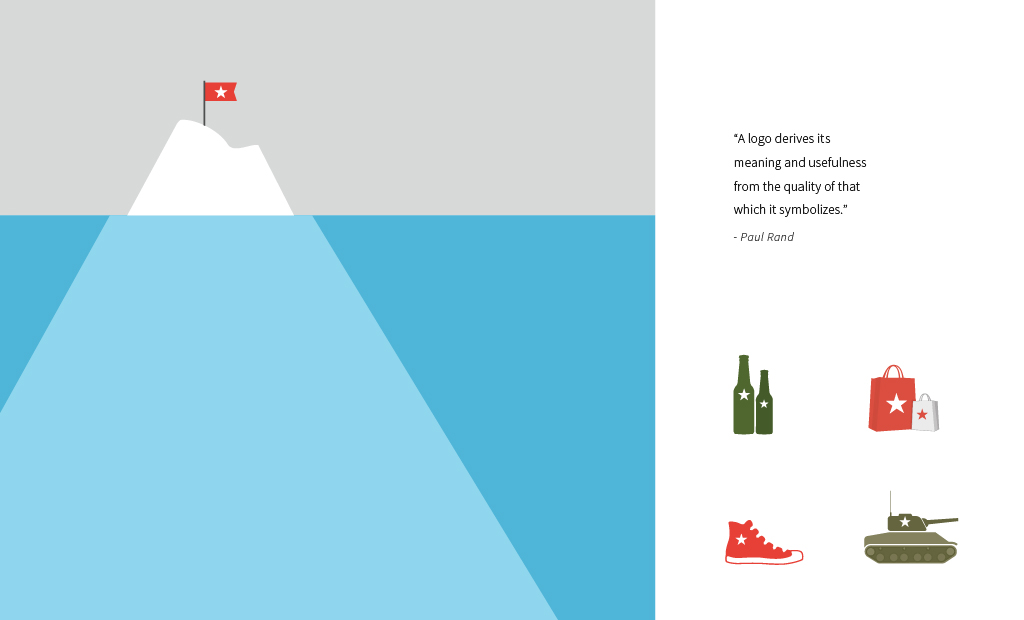 “A logo derives its
meaning and usefulness
from the quality of that
which it symbolizes.”
- Paul Rand